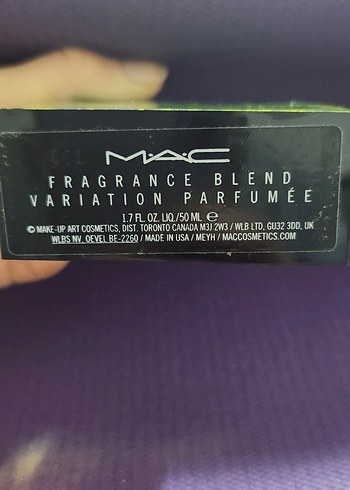 M·A·C
FRAGRANCE BLEND
VARIATION PARFUMÉE
1.7 FL. OZ. LIQ./50 ML ℮
© MAKE-UP ART COSMETICS, DIST. TORONTO CANADA M3J 2W3 / WLB LTD, GU32 3DD, UK
WLBS NV, OEVEL BE-2260 / MADE IN USA / MEYH / MACCOSMETICS.COM